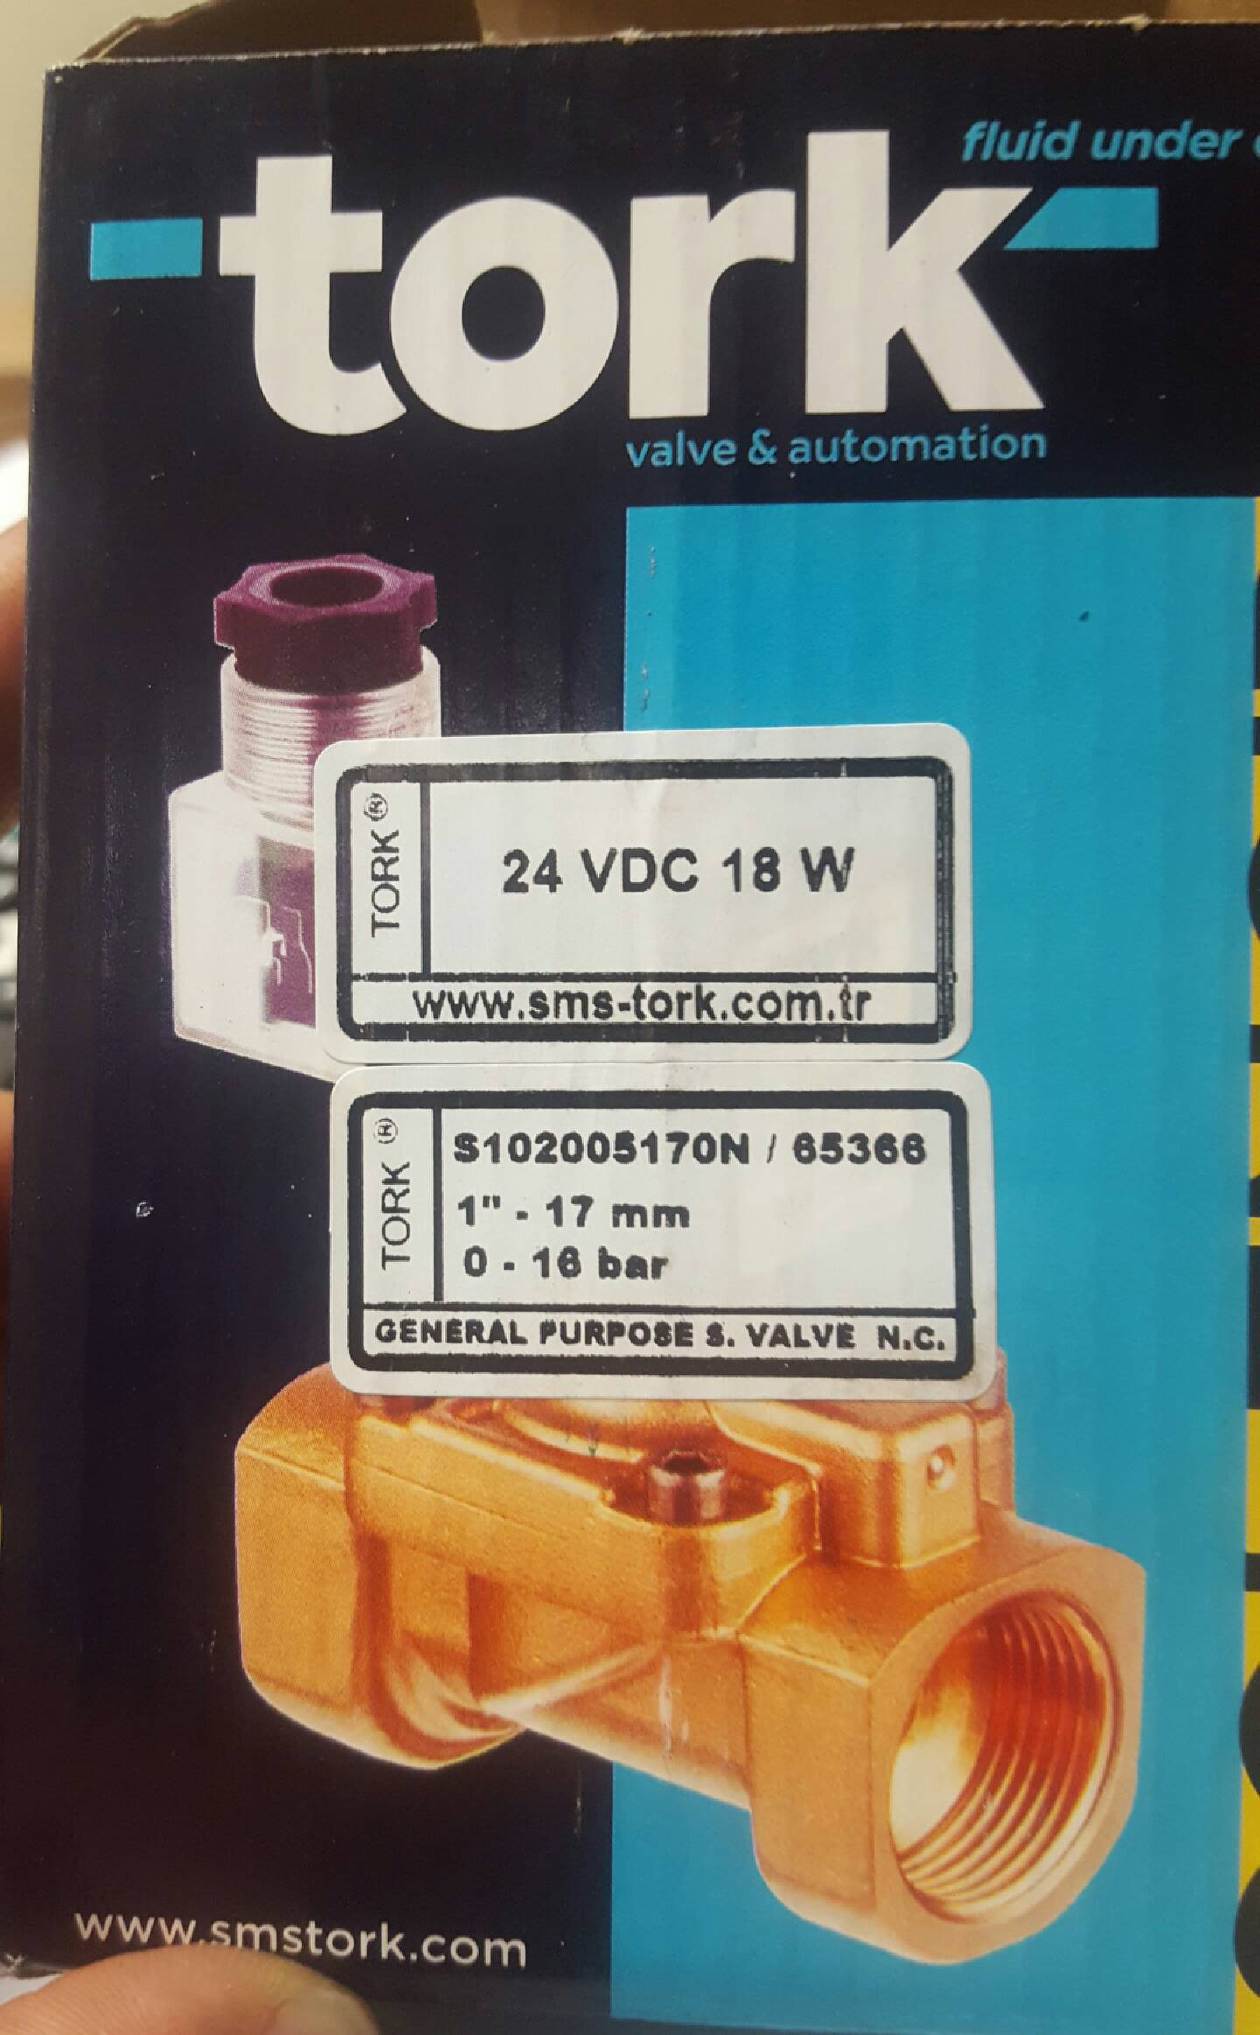 fluid under
tork
valve & automation
TORK®
24 VDC 18 W
www.sms-tork.com.tr
TORK ®
S102005170N / 65366
1" - 17 mm
0 - 16 bar
GENERAL PURPOSE S. VALVE N.C.
www.smstork.com